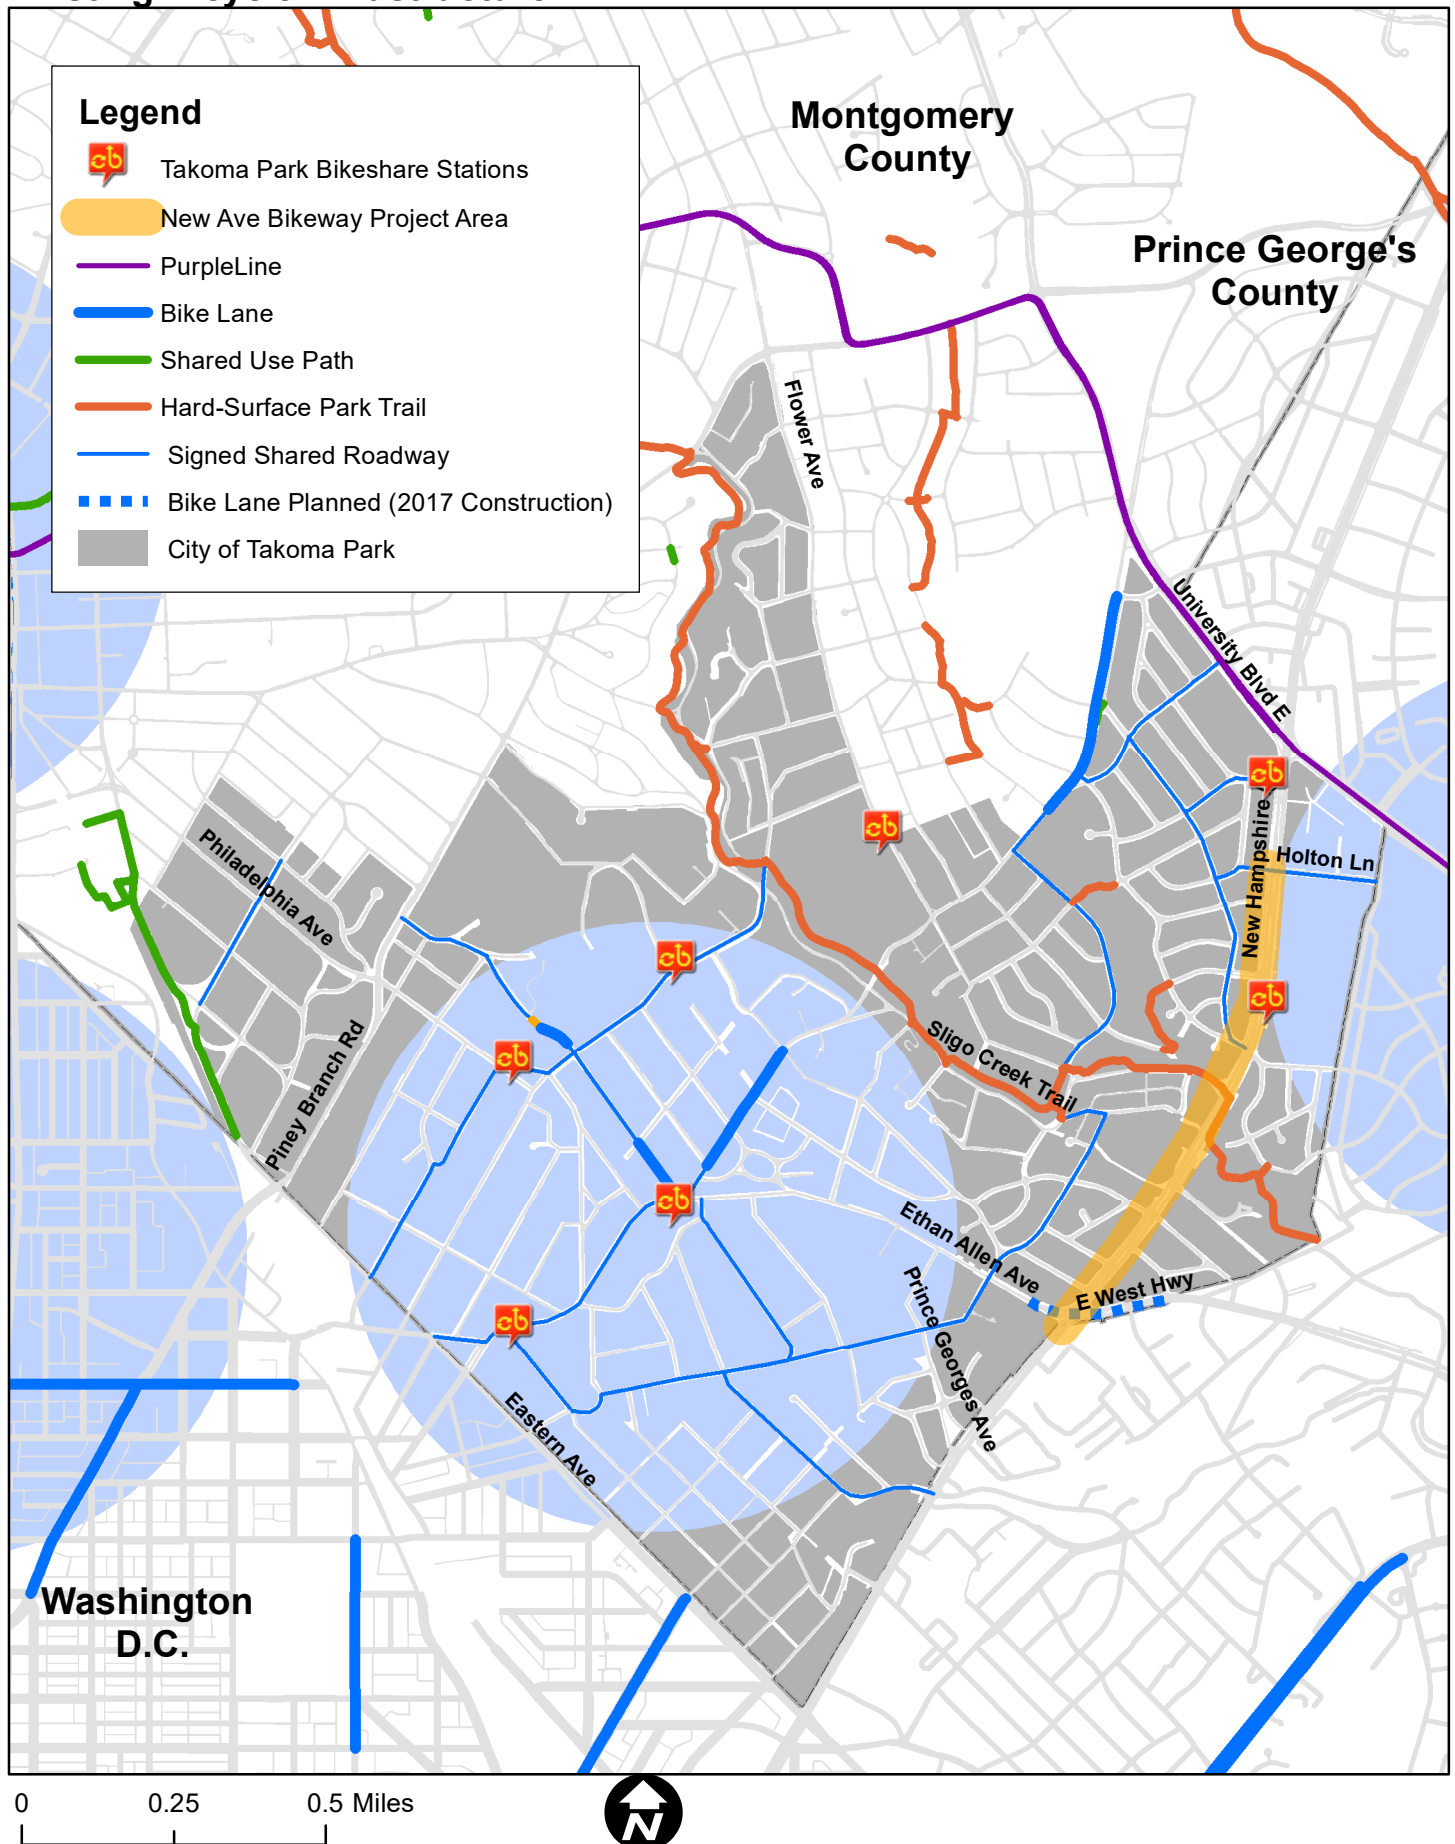 Legend
Takoma Park Bikeshare Stations
New Ave Bikeway Project Area
PurpleLine
Bike Lane
Shared Use Path
Hard-Surface Park Trail
Signed Shared Roadway
Bike Lane Planned (2017 Construction)
City of Takoma Park
Montgomery
County
Prince George's
County
Flower Ave
University Blvd E
New Hampshire
Holton Ln
Philadelphia Ave
Piney Branch Rd
Sligo Creek Trail
Ethan Allen Ave
E West Hwy
Prince Georges Ave
Eastern Ave
Washington
D.C.
0 0.25 0.5 Miles
N